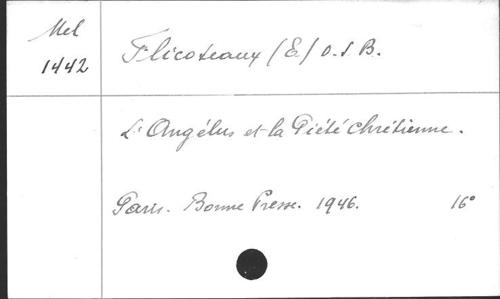 Mel
1442
Flicoteaux (E) O.S.B.
L'Angélus et la Piété Chrétienne.
Paris. Bonne Presse. 1946. 16°